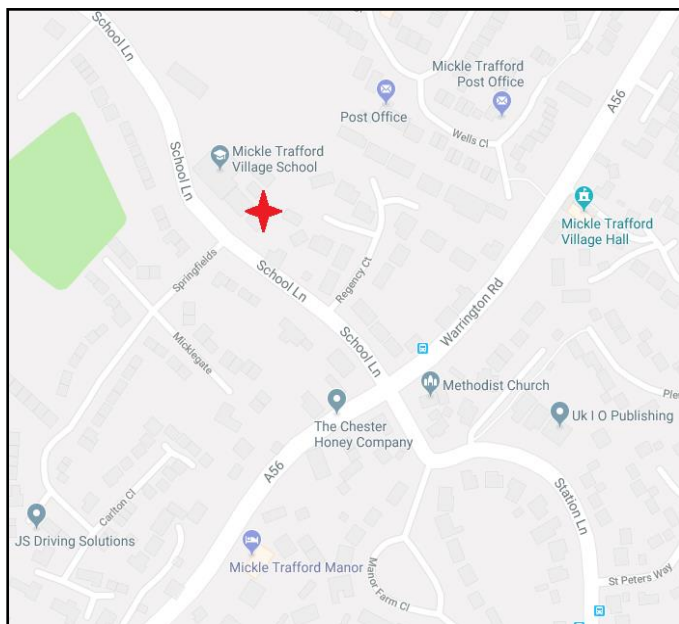 School Ln
Mickle Trafford
Post Office
Post Office
A56
Wells Cl
School Ln
Mickle Trafford
Village School
Mickle Trafford
Village Hall
Springfields
School Ln
Regency Ct
Warrington Rd
School Ln
Micklegate
Methodist Church
Ple
The Chester
Honey Company
Uk I O Publishing
A56
Carlton Cl
Station Ln
JS Driving Solutions
Mickle Trafford Manor
Manor Farm Cl
St Peters Way